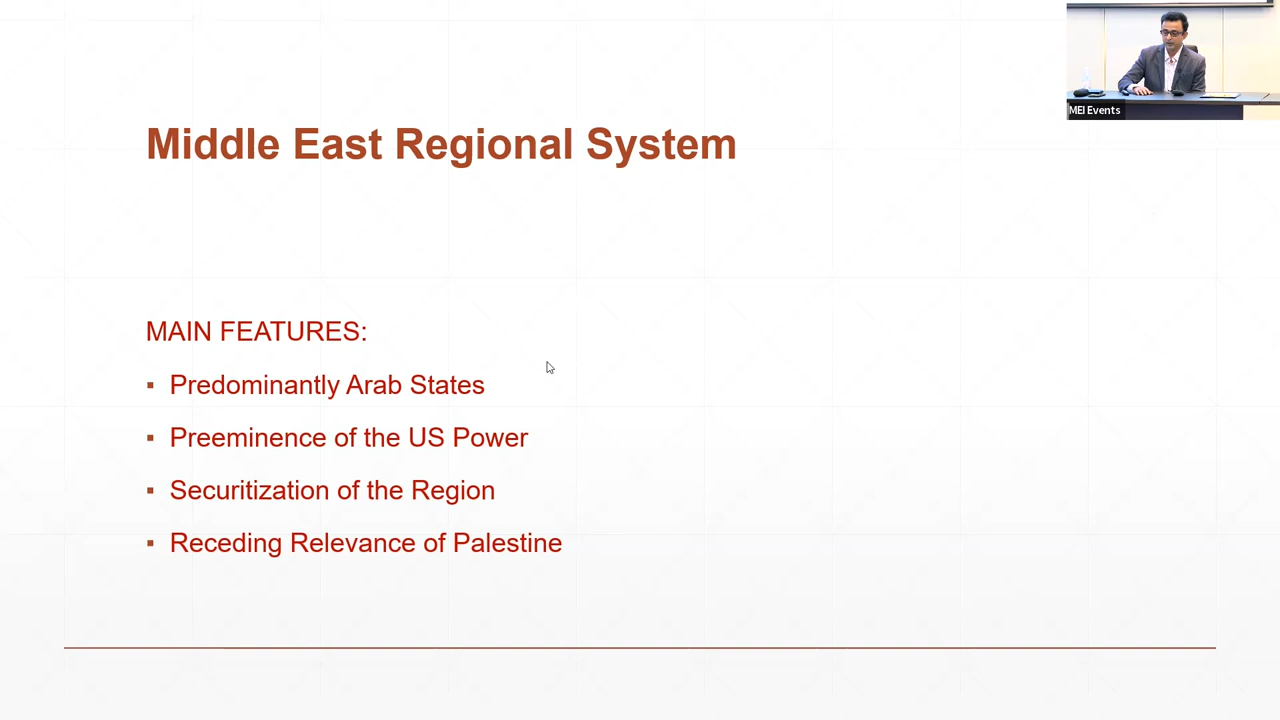 MEI Events
Middle East Regional System
MAIN FEATURES:
▪ Predominantly Arab States
▪ Preeminence of the US Power
▪ Securitization of the Region
▪ Receding Relevance of Palestine